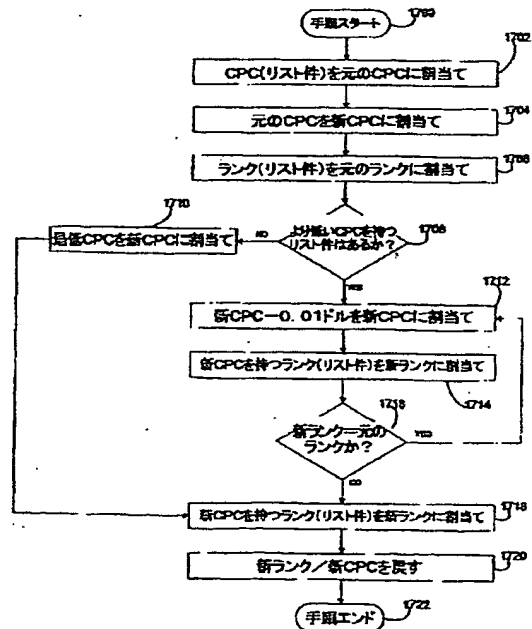 手順スタート
1700
1702
CPC(リスト件)を元のCPCに割当て
1704
元のCPCを新CPCに割当て
1706
ランク(リスト件)を元のランクに割当て
1710
最低CPCを新CPCに割当て
NO
より低いCPCを持つ
リスト件はあるか?
1708
YES
1712
新CPC-0.01ドルを新CPCに割当て
新CPCを持つランク(リスト件)を新ランクに割当て
1714
1716
新ランク=元の
ランクか?
YES
NO
1718
新CPCを持つランク(リスト件)を新ランクに割当て
1720
新ランク/新CPCを戻す
1722
手順エンド